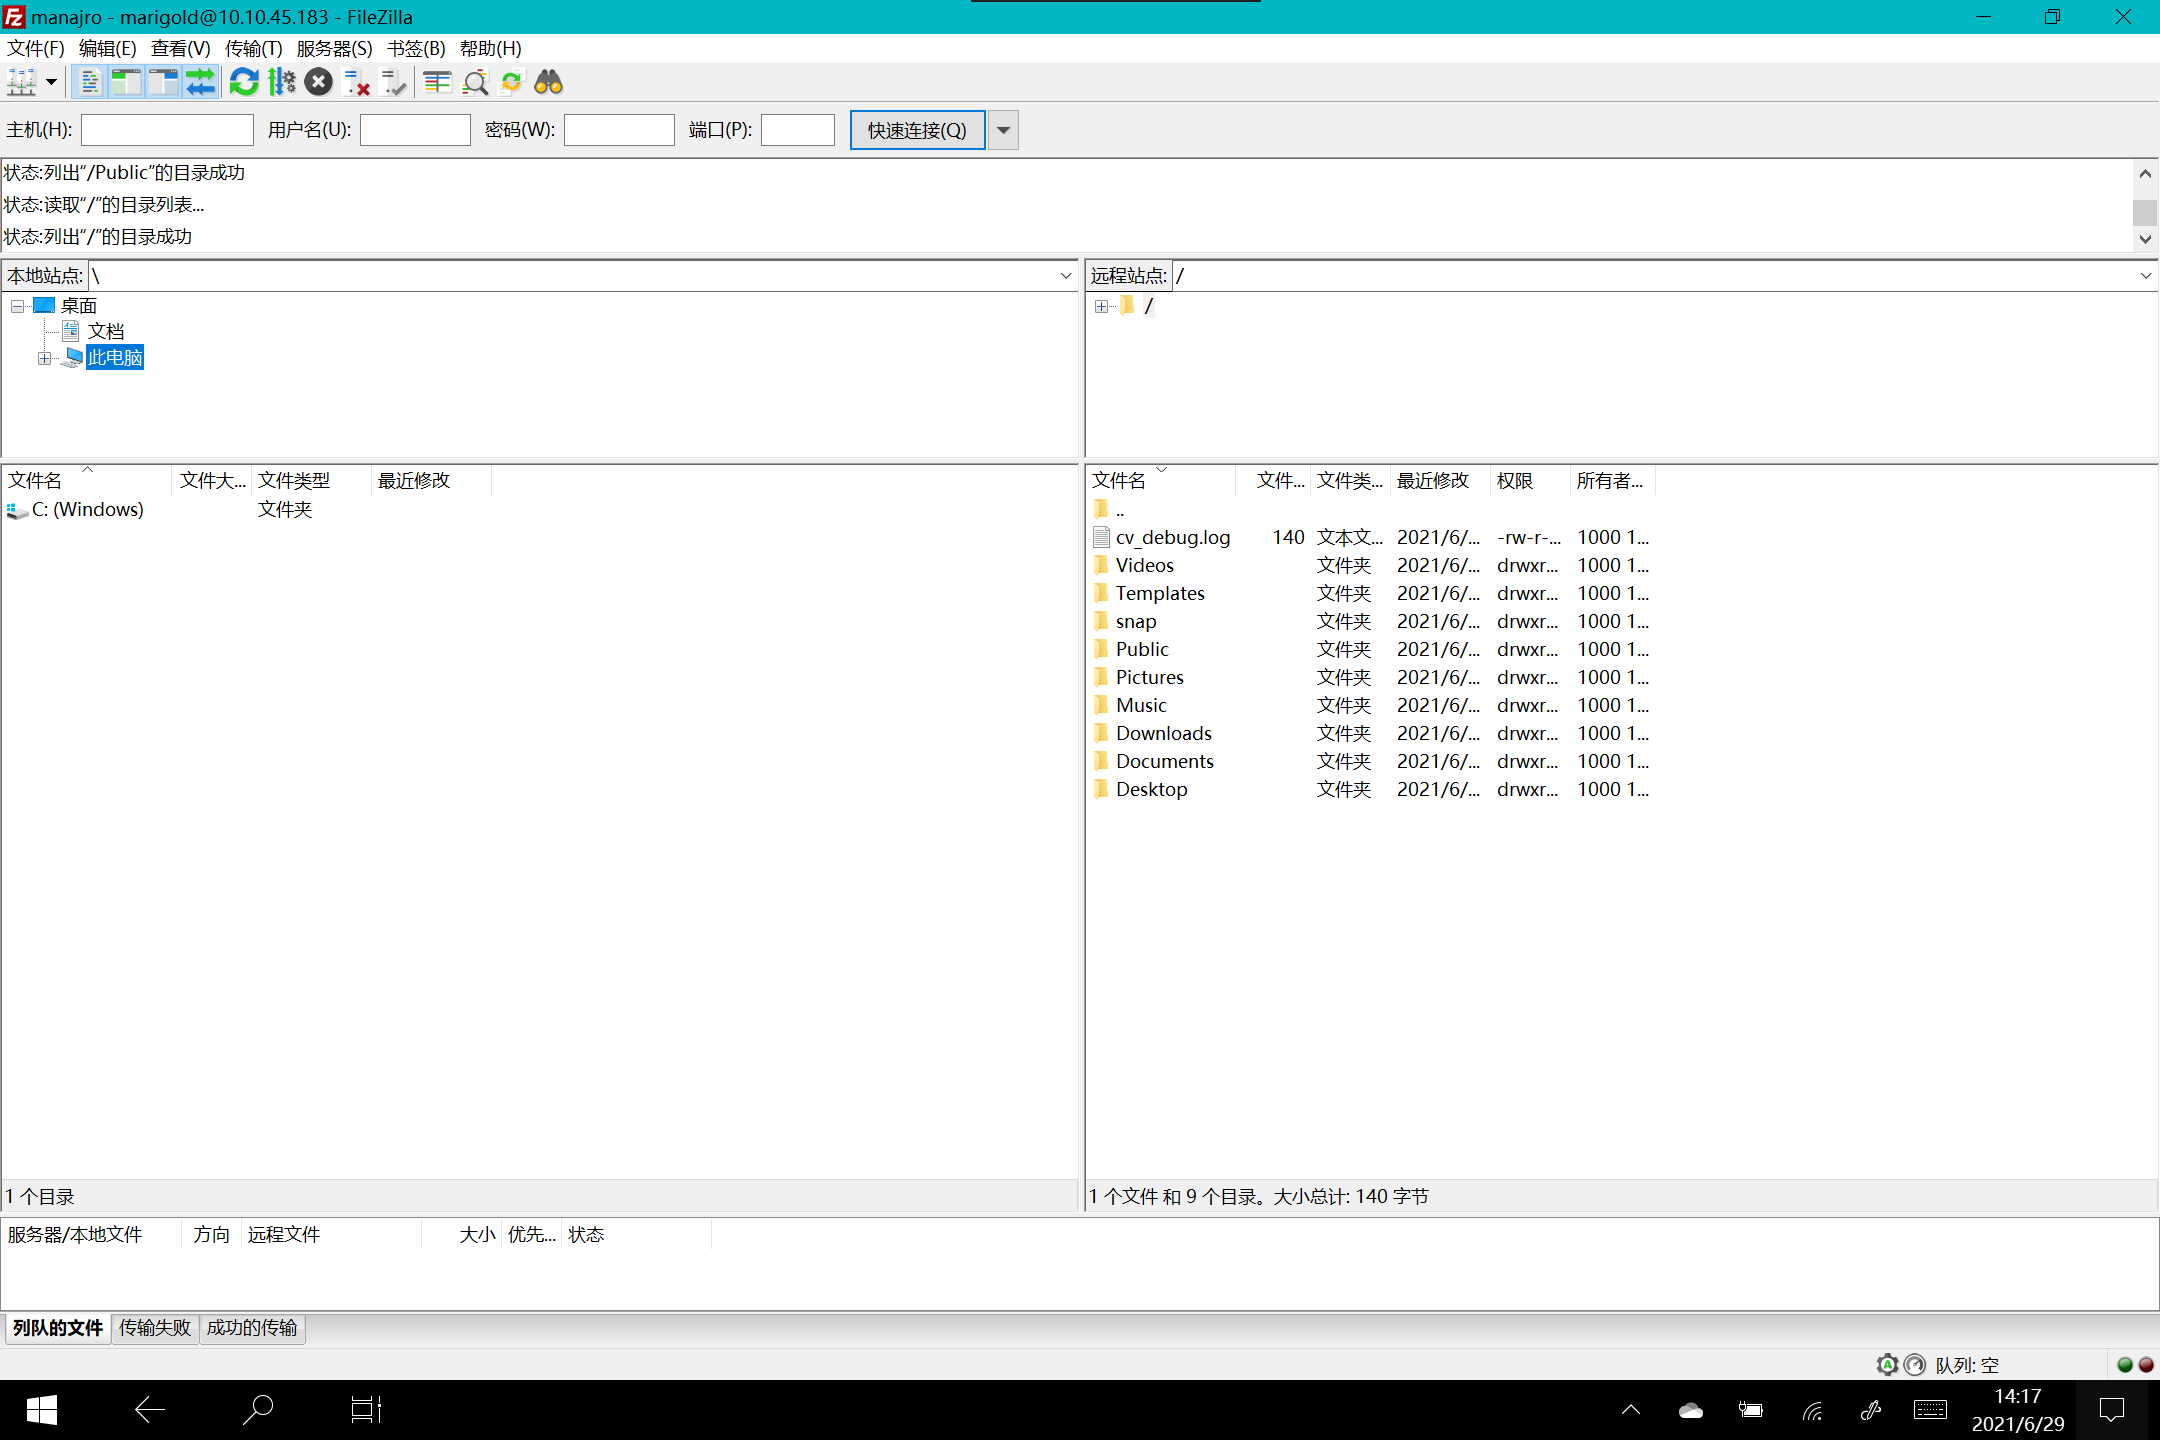 manajro - marigold@10.10.45.183 - FileZilla
文件(F) 编辑(E) 查看(V) 传输(T) 服务器(S) 书签(B) 帮助(H)
主机(H): 用户名(U): 密码(W): 端口(P): 快速连接(Q)
状态:列出“/Public”的目录成功
状态:读取“/”的目录列表...
状态:列出“/”的目录成功
本地站点: \
桌面
文档
此电脑
远程站点: /
/
文件名 文件大... 文件类型 最近修改
C: (Windows) 文件夹
1 个目录
文件名 文件... 文件类... 最近修改 权限 所有者...
..
cv_debug.log 140 文本文... 2021/6/... -rw-r-... 1000 1...
Videos 文件夹 2021/6/... drwxr... 1000 1...
Templates 文件夹 2021/6/... drwxr... 1000 1...
snap 文件夹 2021/6/... drwxr... 1000 1...
Public 文件夹 2021/6/... drwxr... 1000 1...
Pictures 文件夹 2021/6/... drwxr... 1000 1...
Music 文件夹 2021/6/... drwxr... 1000 1...
Downloads 文件夹 2021/6/... drwxr... 1000 1...
Documents 文件夹 2021/6/... drwxr... 1000 1...
Desktop 文件夹 2021/6/... drwxr... 1000 1...
1 个文件 和 9 个目录。大小总计: 140 字节
服务器/本地文件 方向 远程文件 大小 优先... 状态
列队的文件 传输失败 成功的传输
队列: 空
14:17
2021/6/29